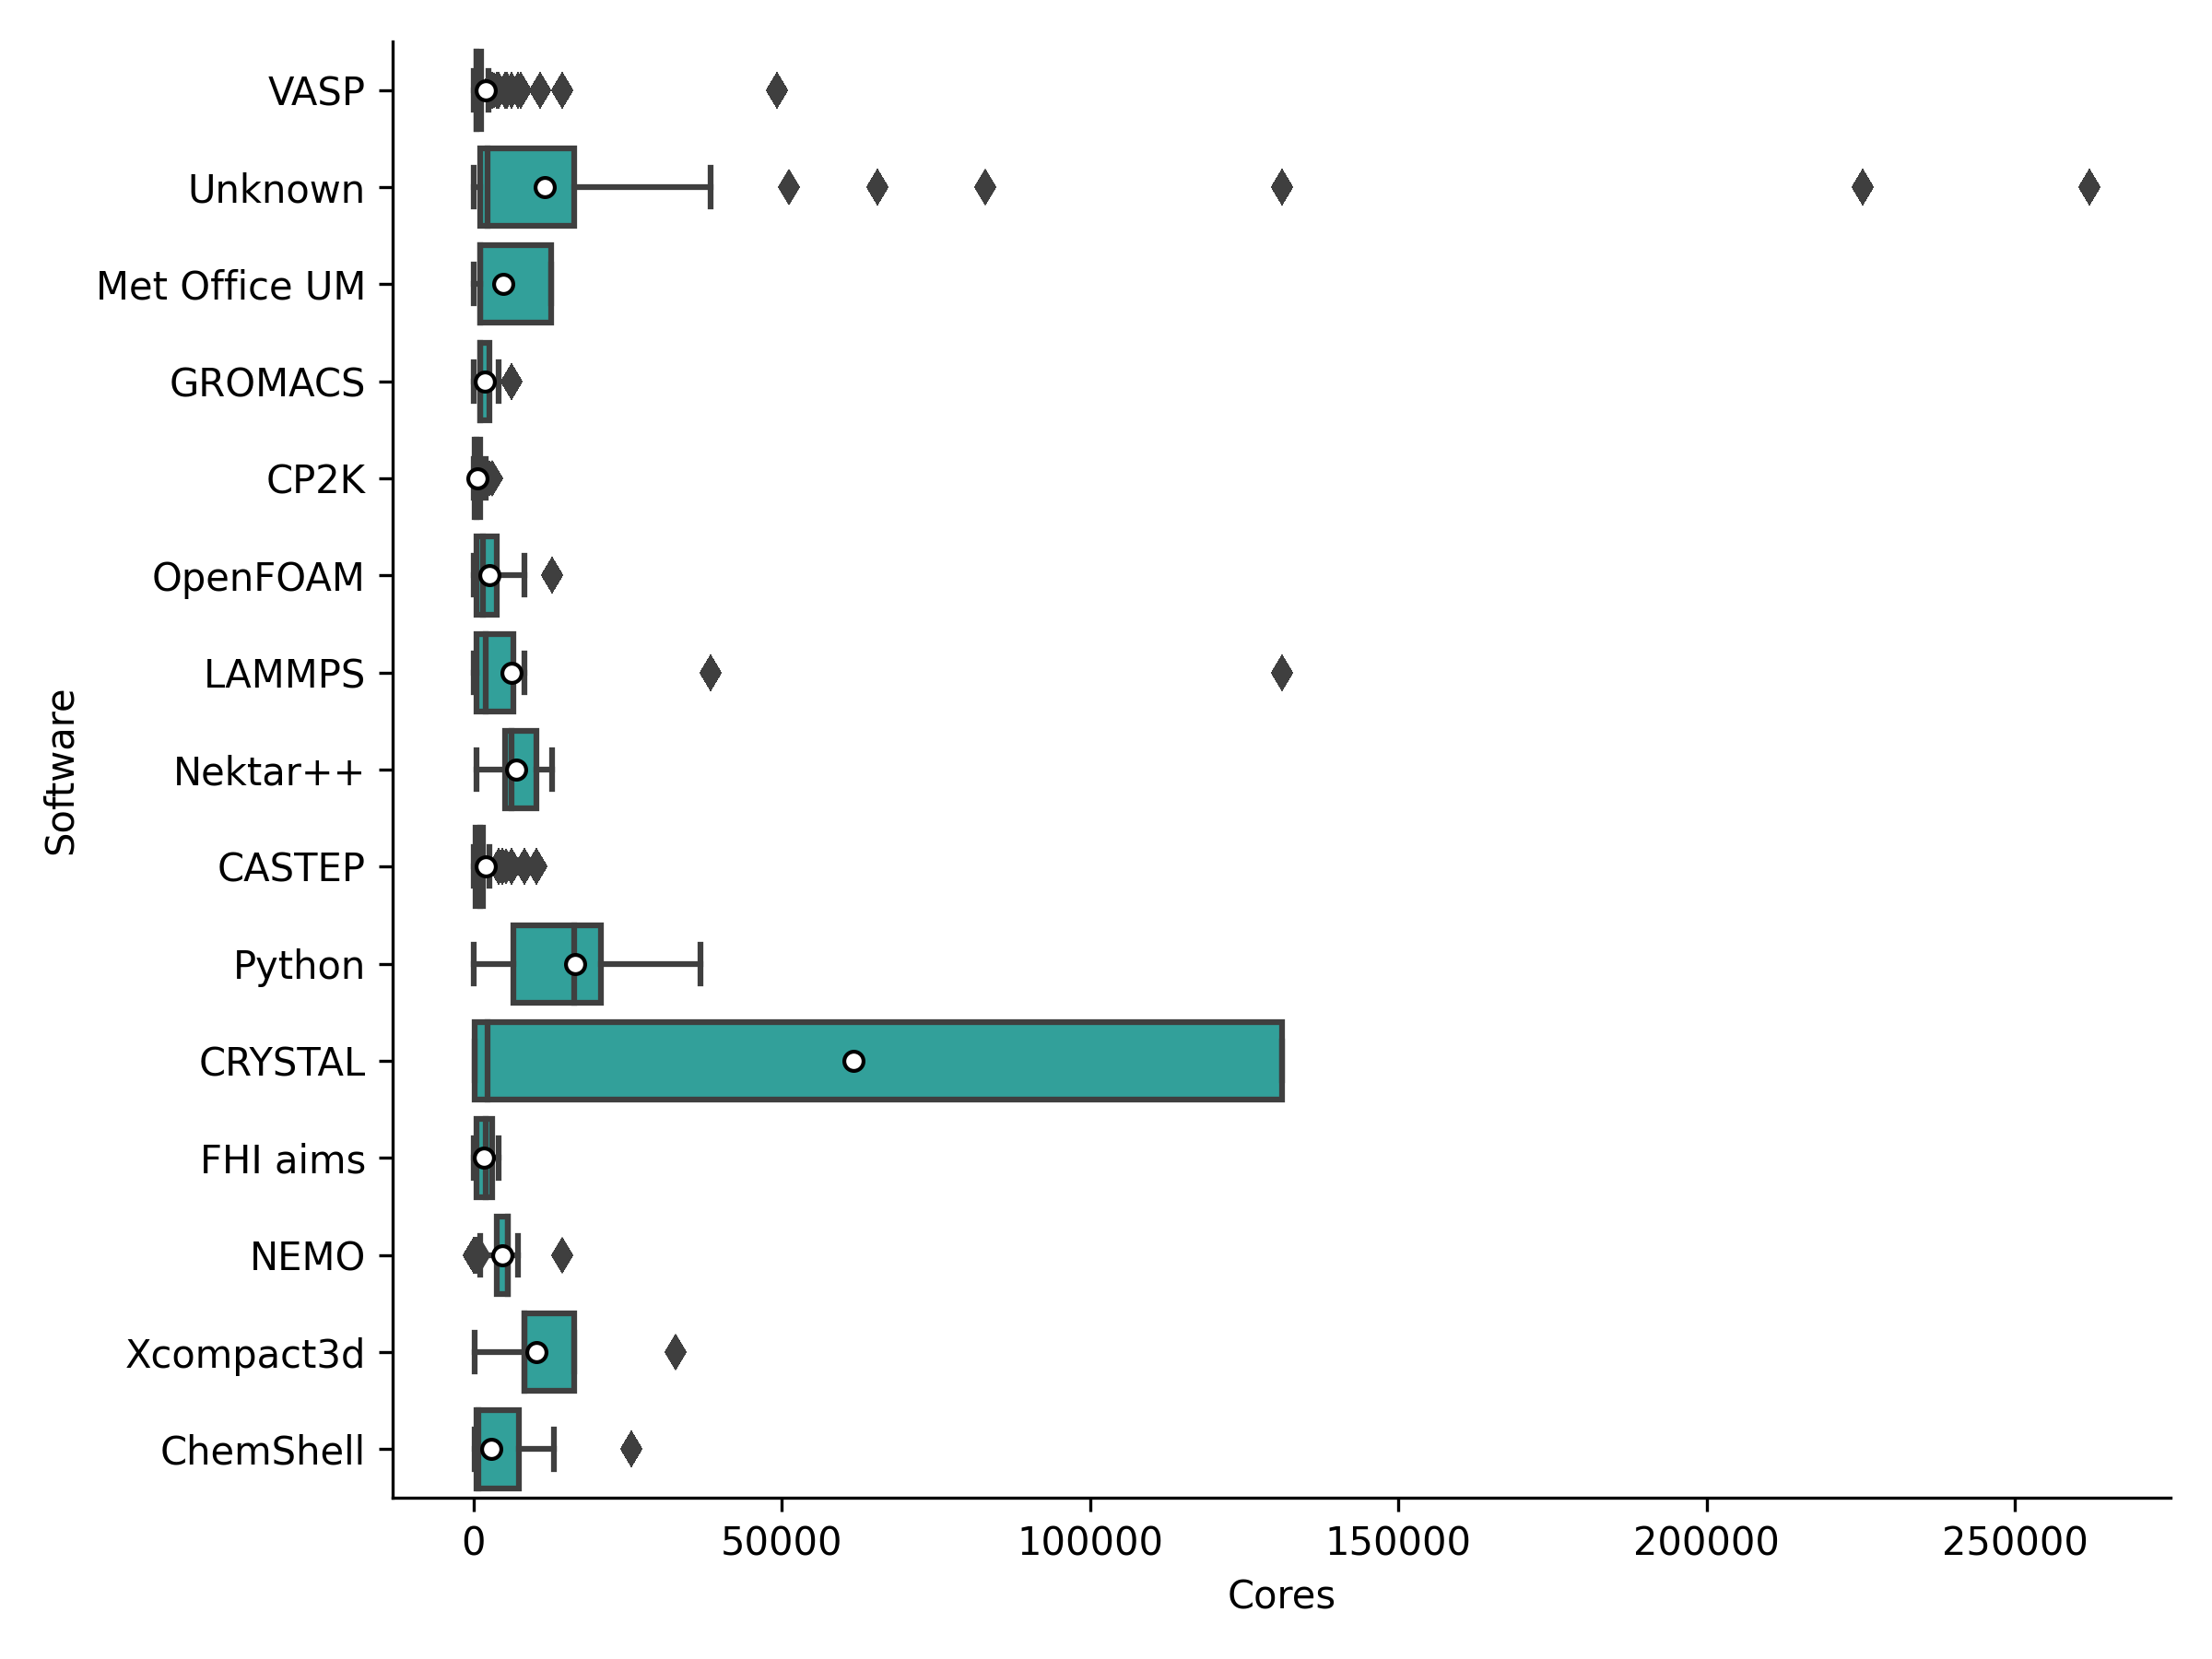 VASP
Unknown
Met Office UM
GROMACS
CP2K
OpenFOAM
LAMMPS
Nektar++
CASTEP
Python
CRYSTAL
FHI aims
NEMO
Xcompact3d
ChemShell
Software
0 50000 100000 150000 200000 250000
Cores